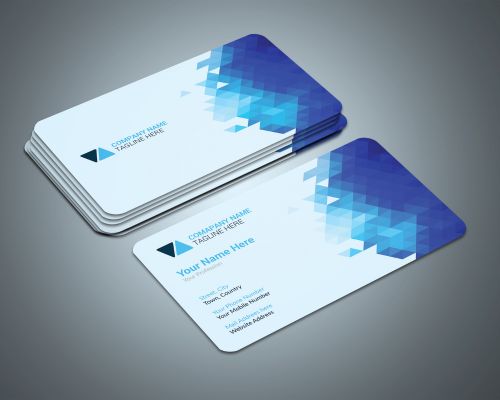 COMPANY NAME
TAGLINE HERE
COMAPANY NAME
TAGLINE HERE
Your Name Here
Your Profession
Street, City
Town, Country
Your Phone Number
Your Mobile Number
Mail Address here
Website Address